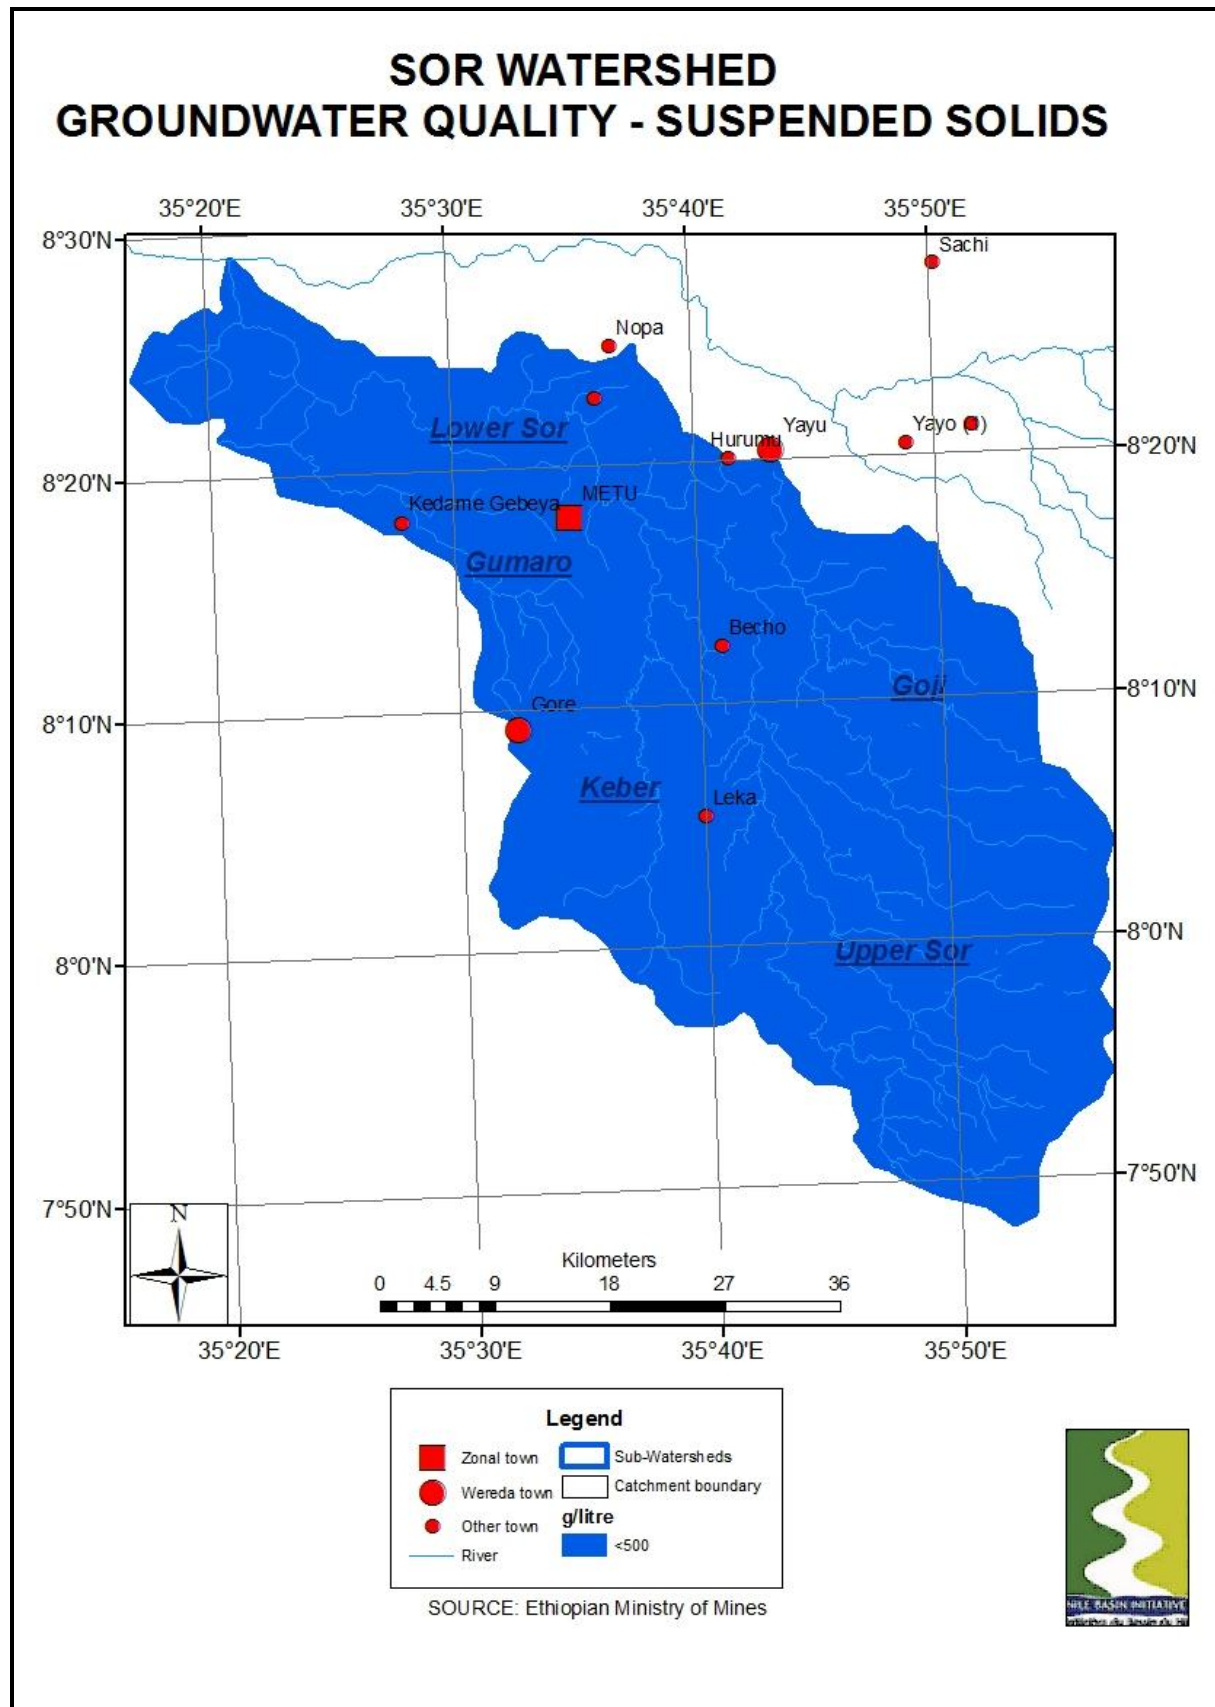 SOR WATERSHED
GROUNDWATER QUALITY - SUSPENDED SOLIDS
35°20'E 35°30'E 35°40'E 35°50'E
8°30'N
Sachi
Nopa
Lower Sor
Hurumu
Yayu
Yayo
8°20'N
8°20'N
Kedame Gebeya
METU
Gumaro
Becho
Goji
8°10'N
8°10'N
Gore
Keber
Leka
8°0'N
8°0'N
Upper Sor
7°50'N
7°50'N
N
Kilometers
0 4.5 9 18 27 36
35°20'E 35°30'E 35°40'E 35°50'E
Legend
Zonal town
Wereda town
Other town
River
Sub-Watersheds
Catchment boundary
g/litre
<500
SOURCE: Ethiopian Ministry of Mines
NILE BASIN INITIATIVE